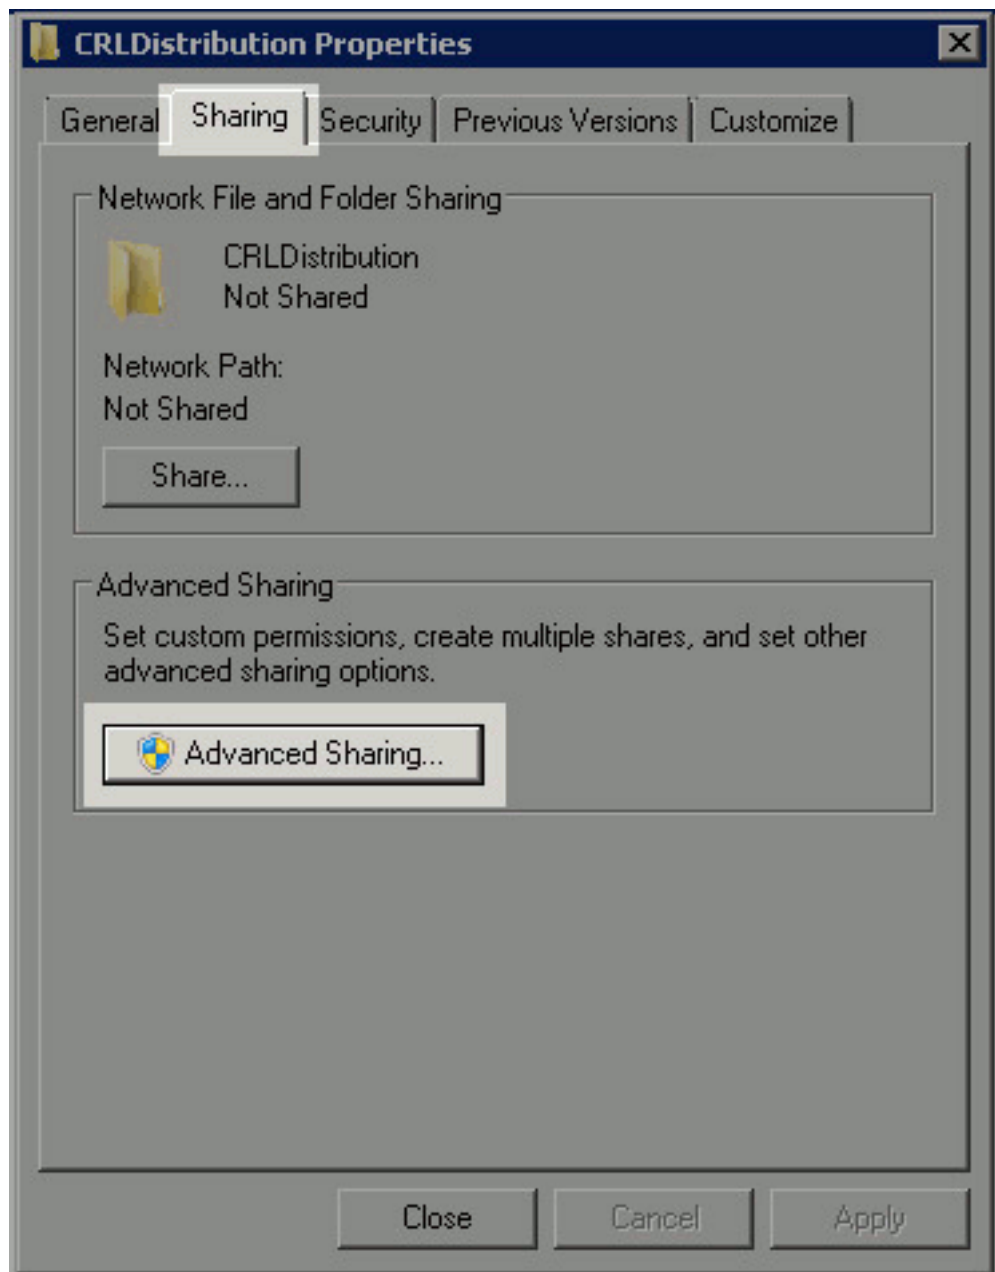 CRLDistribution Properties
General Sharing Security Previous Versions Customize
Network File and Folder Sharing
CRLDistribution
Not Shared
Network Path:
Not Shared
Share...
Advanced Sharing
Set custom permissions, create multiple shares, and set other
advanced sharing options.
Advanced Sharing...
Close Cancel Apply